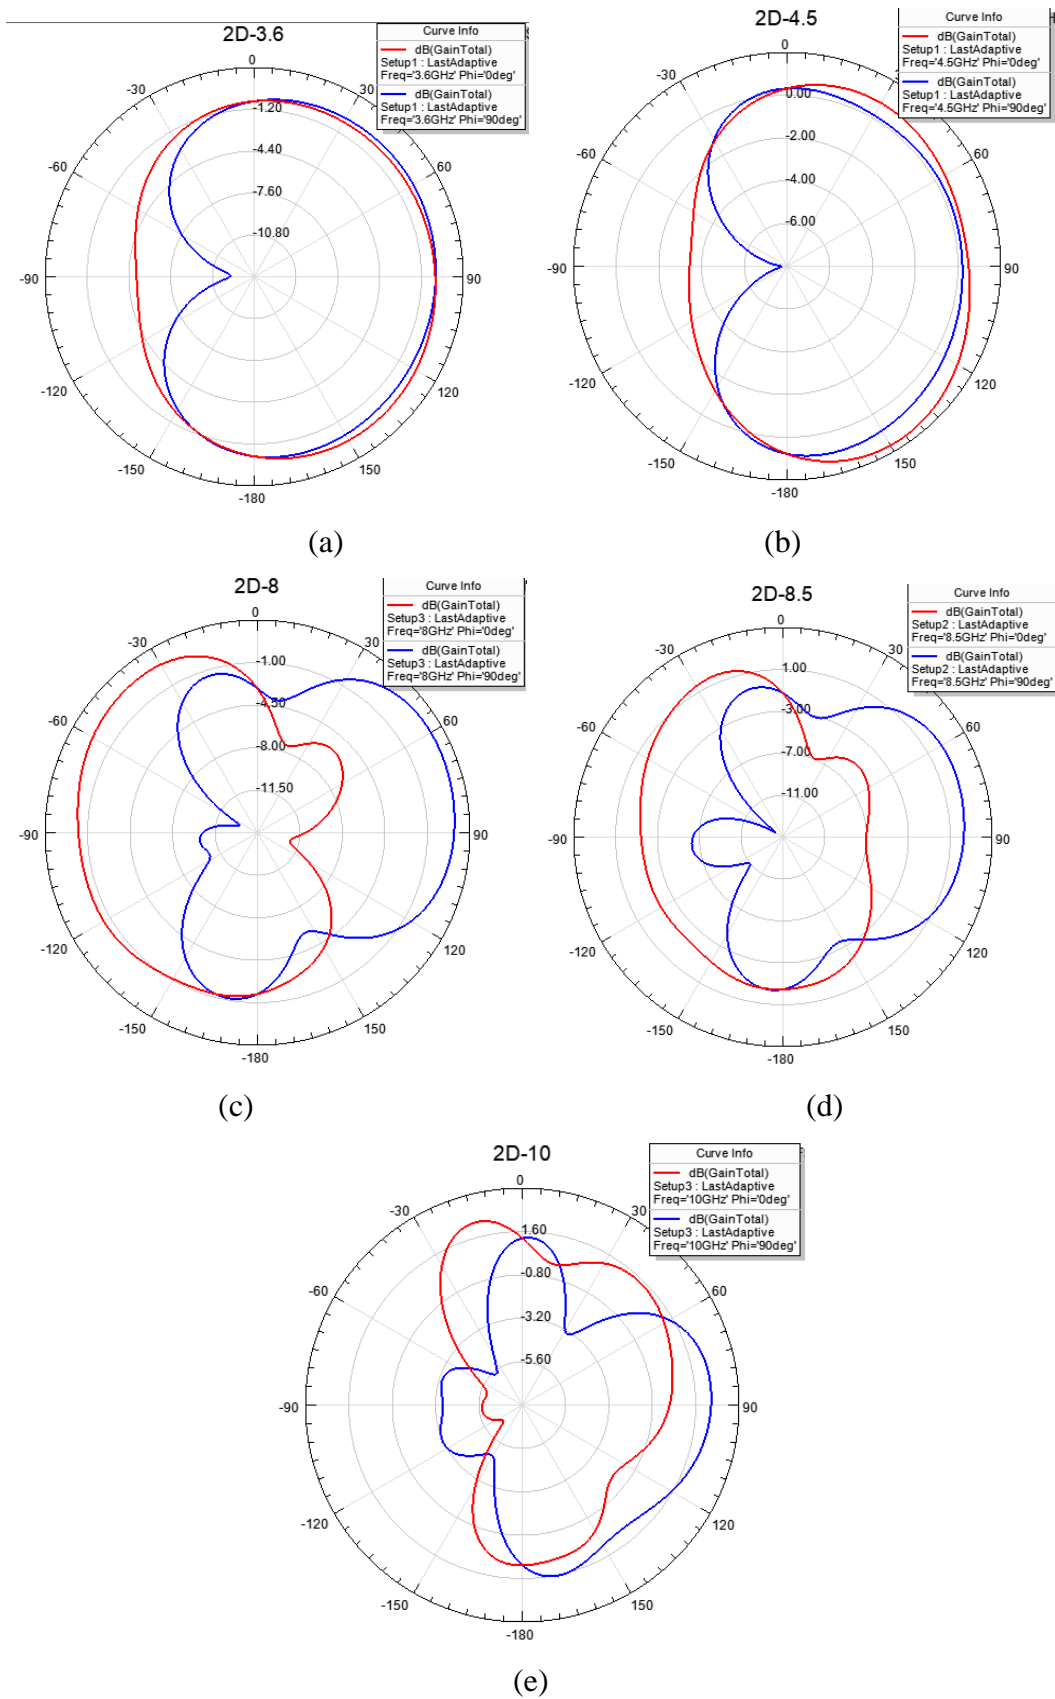 2D-3.6
Curve Info
dB(GainTotal)
Setup1 : LastAdaptive
Freq='3.6GHz' Phi='0deg'
dB(GainTotal)
Setup1 : LastAdaptive
Freq='3.6GHz' Phi='90deg'
0
-30
30
-1.20
-60
60
-4.40
-7.60
-10.80
-90
90
-120
120
-150
150
-180
(a)
2D-4.5
Curve Info
dB(GainTotal)
Setup1 : LastAdaptive
Freq='4.5GHz' Phi='0deg'
dB(GainTotal)
Setup1 : LastAdaptive
Freq='4.5GHz' Phi='90deg'
0
-30
30
0.00
-60
60
-2.00
-4.00
-6.00
-90
90
-120
120
-150
150
-180
(b)
2D-8
Curve Info
dB(GainTotal)
Setup3 : LastAdaptive
Freq='8GHz' Phi='0deg'
dB(GainTotal)
Setup3 : LastAdaptive
Freq='8GHz' Phi='90deg'
0
-30
30
-1.00
-60
60
-4.50
-8.00
-11.50
-90
90
-120
120
-150
150
-180
(c)
2D-8.5
Curve Info
dB(GainTotal)
Setup2 : LastAdaptive
Freq='8.5GHz' Phi='0deg'
dB(GainTotal)
Setup2 : LastAdaptive
Freq='8.5GHz' Phi='90deg'
0
-30
30
1.00
-60
60
-3.00
-7.00
-11.00
-90
90
-120
120
-150
150
-180
(d)
2D-10
Curve Info
dB(GainTotal)
Setup3 : LastAdaptive
Freq='10GHz' Phi='0deg'
dB(GainTotal)
Setup3 : LastAdaptive
Freq='10GHz' Phi='90deg'
0
-30
30
1.60
-60
60
-0.80
-3.20
-5.60
-90
90
-120
120
-150
150
-180
(e)